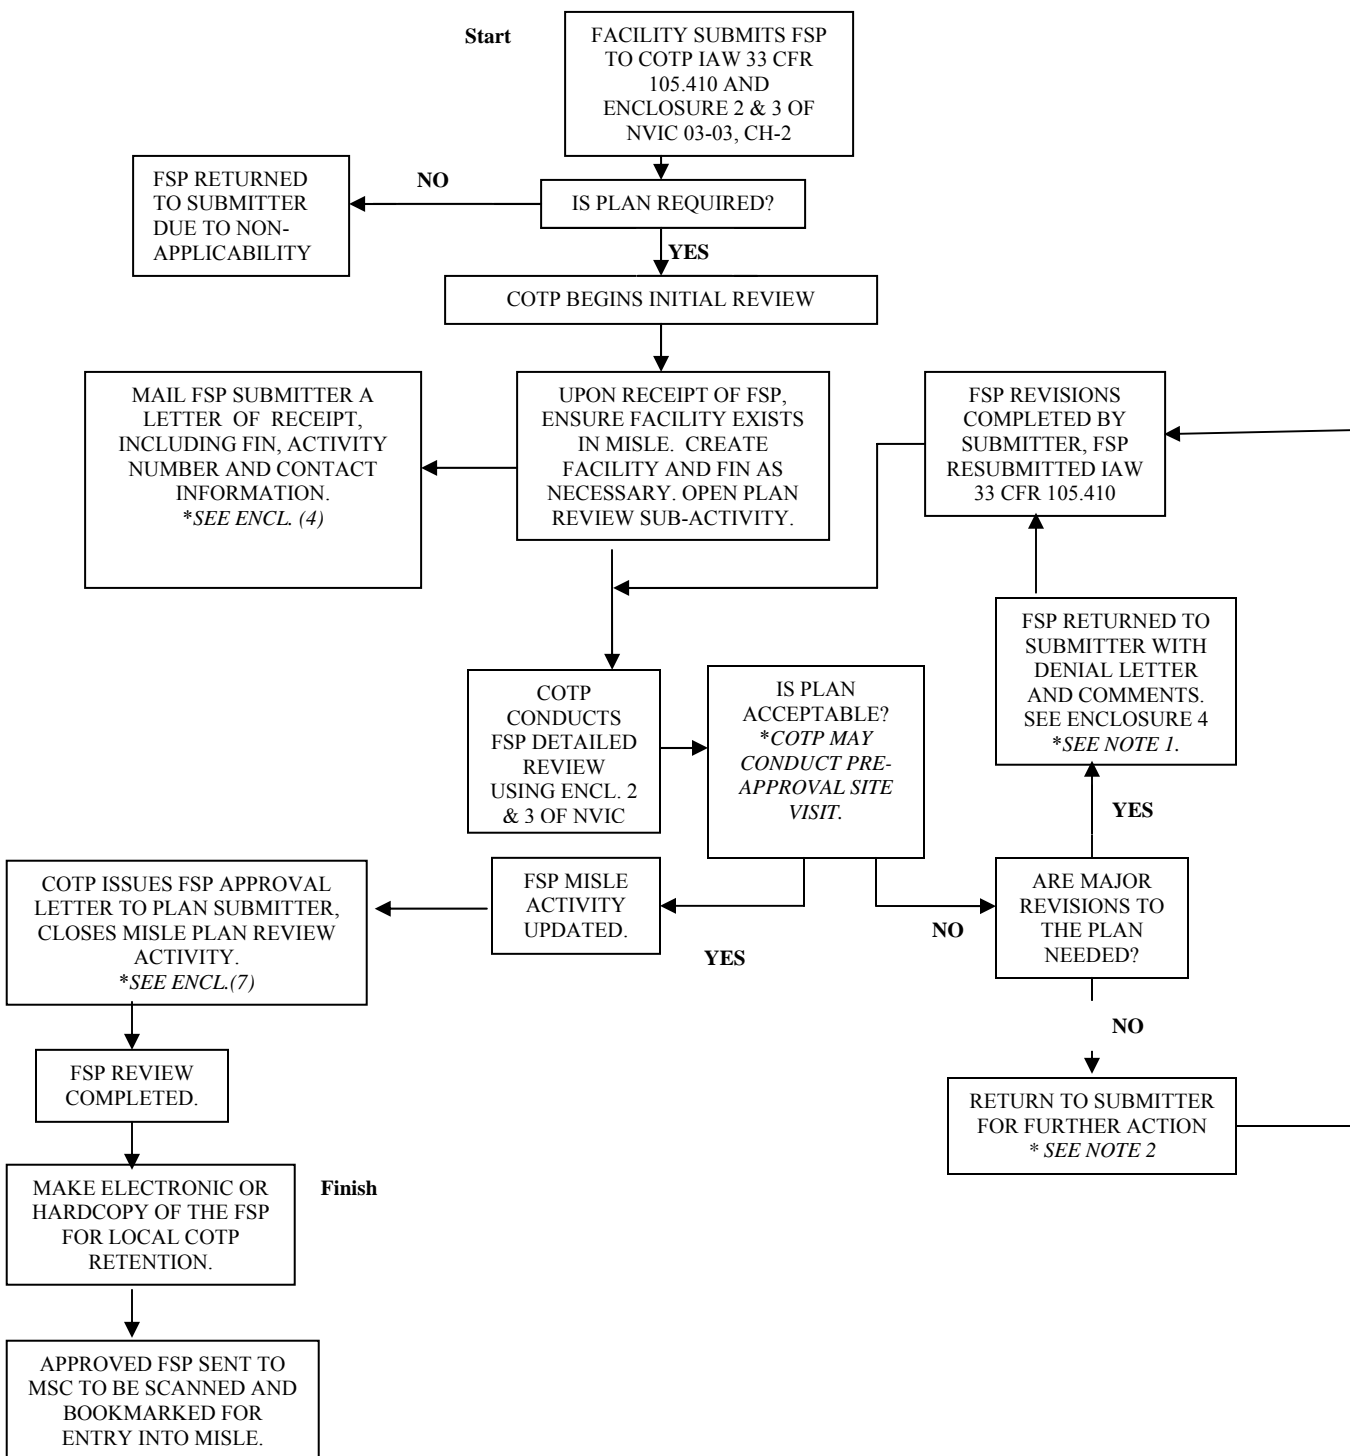 Start
FACILITY SUBMITS FSP
TO COTP IAW 33 CFR
105.410 AND
ENCLOSURE 2 & 3 OF
NVIC 03-03, CH-2
IS PLAN REQUIRED?
NO
FSP RETURNED
TO SUBMITTER
DUE TO NON-
APPLICABILITY
YES
COTP BEGINS INITIAL REVIEW
MAIL FSP SUBMITTER A
LETTER OF RECEIPT,
INCLUDING FIN, ACTIVITY
NUMBER AND CONTACT
INFORMATION.
*SEE ENCL. (4)
UPON RECEIPT OF FSP,
ENSURE FACILITY EXISTS
IN MISLE. CREATE
FACILITY AND FIN AS
NECESSARY. OPEN PLAN
REVIEW SUB-ACTIVITY.
FSP REVISIONS
COMPLETED BY
SUBMITTER, FSP
RESUBMITTED IAW
33 CFR 105.410
FSP RETURNED TO
SUBMITTER WITH
DENIAL LETTER
AND COMMENTS.
SEE ENCLOSURE 4
*SEE NOTE 1.
COTP
CONDUCTS
FSP DETAILED
REVIEW
USING ENCL. 2
& 3 OF NVIC
IS PLAN
ACCEPTABLE?
*COTP MAY
CONDUCT PRE-
APPROVAL SITE
VISIT.
YES
ARE MAJOR
REVISIONS TO
THE PLAN
NEEDED?
NO
YES
FSP MISLE
ACTIVITY
UPDATED.
COTP ISSUES FSP APPROVAL
LETTER TO PLAN SUBMITTER,
CLOSES MISLE PLAN REVIEW
ACTIVITY.
*SEE ENCL.(7)
NO
RETURN TO SUBMITTER
FOR FURTHER ACTION
* SEE NOTE 2
FSP REVIEW
COMPLETED.
MAKE ELECTRONIC OR
HARDCOPY OF THE FSP
FOR LOCAL COTP
RETENTION.
Finish
APPROVED FSP SENT TO
MSC TO BE SCANNED AND
BOOKMARKED FOR
ENTRY INTO MISLE.